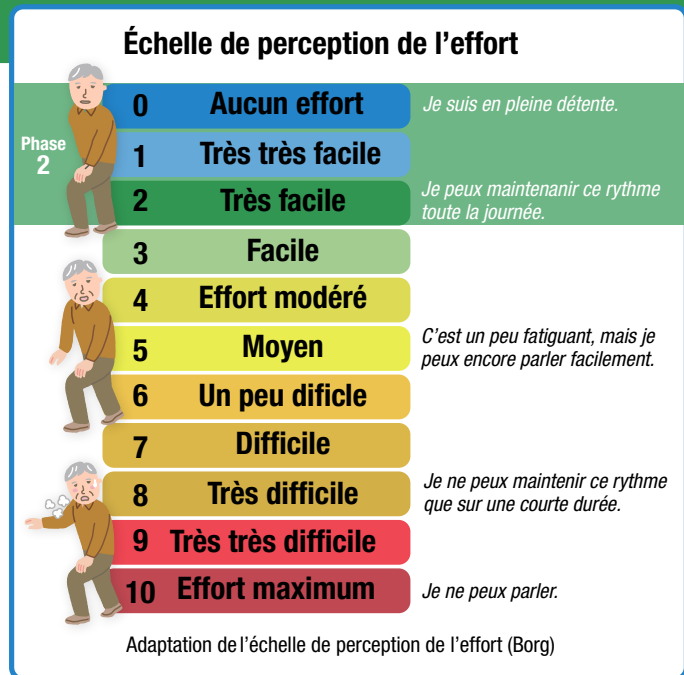 Échelle de perception de l'effort
Phase
2
0 Aucun effort Je suis en pleine détente.
1 Très très facile
2 Très facile Je peux maintenanir ce rythme
toute la journée.
3 Facile
4 Effort modéré
5 Moyen C'est un peu fatiguant, mais je
peux encore parler facilement.
6 Un peu dificle
7 Difficile
8 Très difficile Je ne peux maintenir ce rythme
que sur une courte durée.
9 Très très difficile
10 Effort maximum Je ne peux parler.
Adaptation de l'échelle de perception de l'effort (Borg)